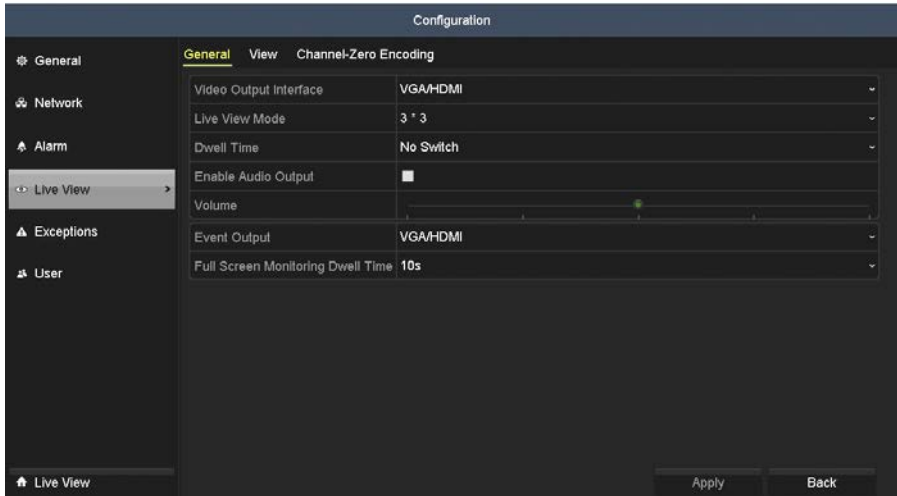 Configuration
General
Network
Alarm
Live View
Exceptions
User
Live View
General View Channel-Zero Encoding
Video Output Interface VGA/HDMI
Live View Mode 3 * 3
Dwell Time No Switch
Enable Audio Output
Volume
Event Output VGA/HDMI
Full Screen Monitoring Dwell Time 10s
Apply Back